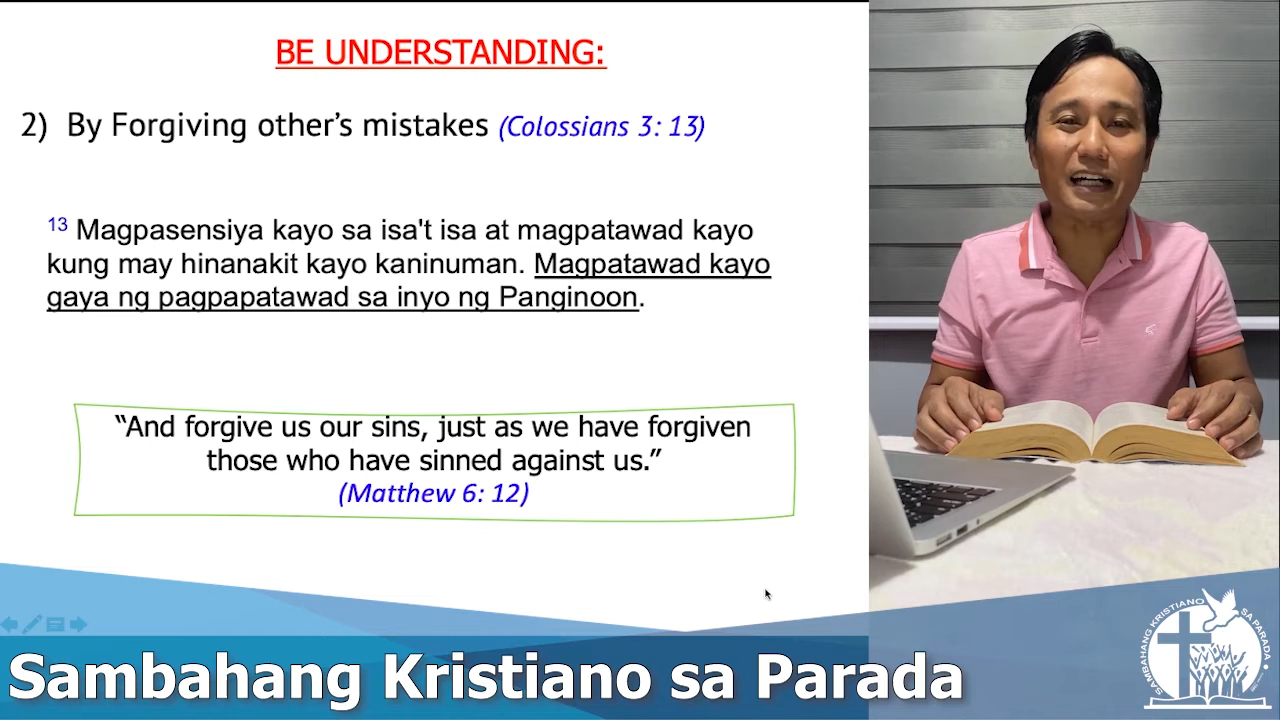 BE UNDERSTANDING:
2) By Forgiving other's mistakes (Colossians 3: 13)
13 Magpasensiya kayo sa isa't isa at magpatawad kayo
kung may hinanakit kayo kaninuman. Magpatawad kayo
gaya ng pagpapatawad sa inyo ng Panginoon.
“And forgive us our sins, just as we have forgiven
those who have sinned against us.”
(Matthew 6: 12)
Sambahang Kristiano sa Parada
SAMBAHANG KRISTIANO SA PARADA